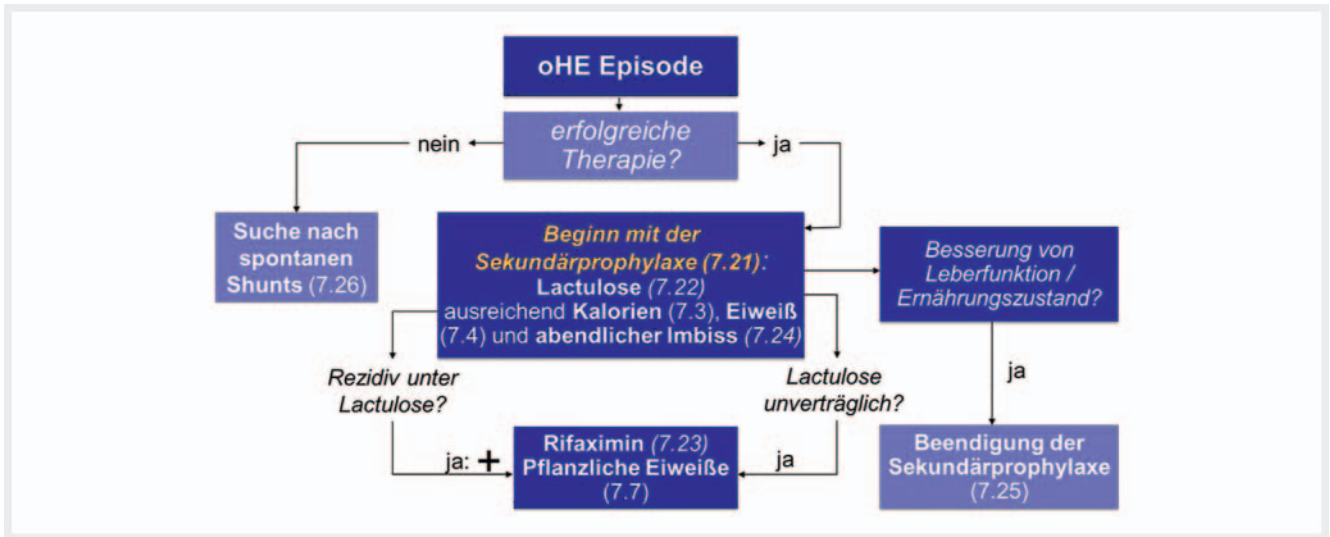 oHE Episode
erfolgreiche
Therapie?
nein
ja
Suche nach
spontanen
Shunts (7.26)
Beginn mit der
Sekundärprophylaxe (7.21):
Lactulose (7.22)
ausreichend Kalorien (7.3), Eiweiß
(7.4) und abendlicher Imbiss (7.24)
Besserung von
Leberfunktion /
Ernährungszustand?
Rezidiv unter
Lactulose?
Lactulose
unverträglich?
ja
ja: +
Rifaximin (7.23)
Pflanzliche Eiweiße
(7.7)
ja
Beendigung der
Sekundärprophylaxe
(7.25)